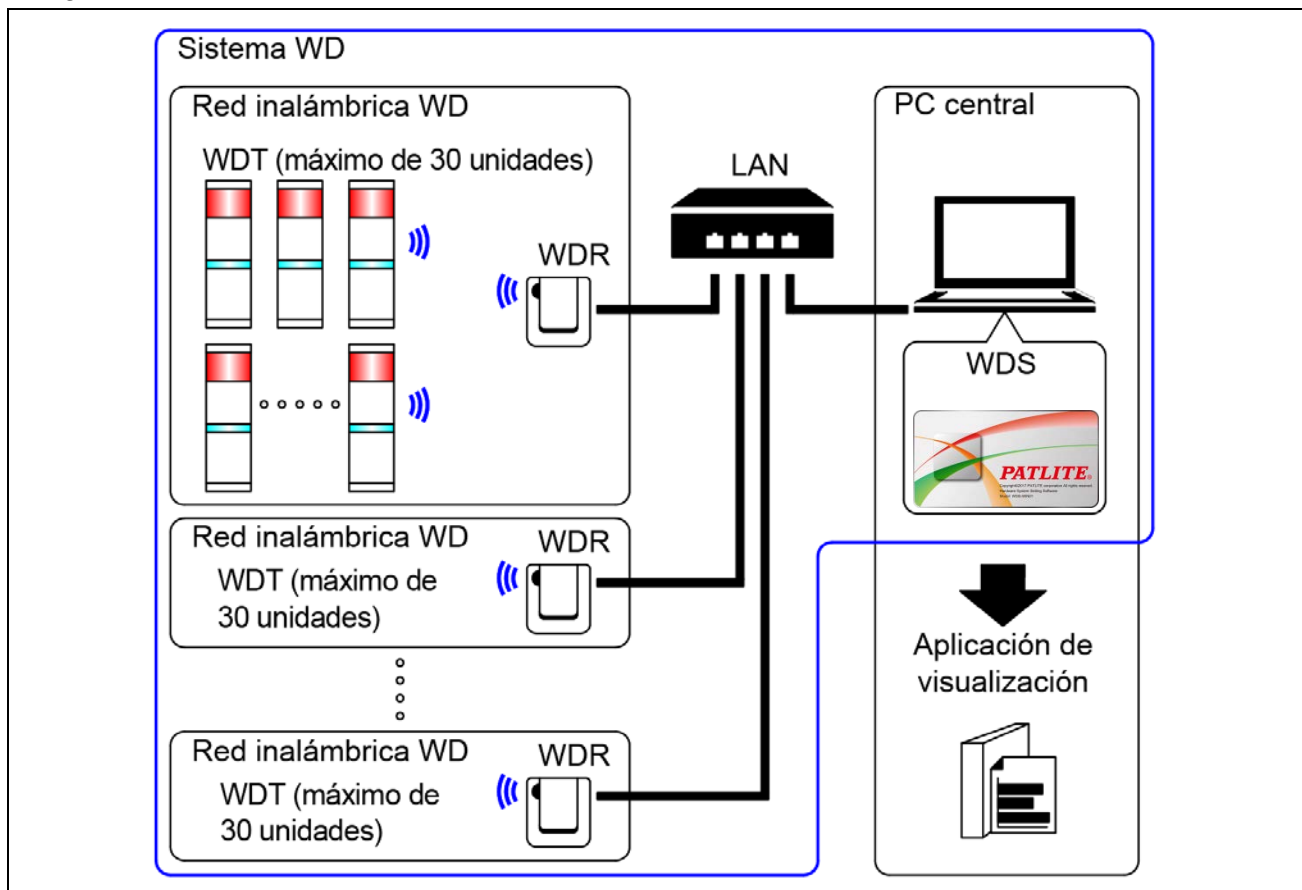 Sistema WD
Red inalámbrica WD
WDT (máximo de 30 unidades)
WDR
LAN
PC central
WDS
PATLITE®
Red inalámbrica WD
WDR
WDT (máximo de
30 unidades)
Red inalámbrica WD
WDR
WDT (máximo de
30 unidades)
Aplicación de
visualización